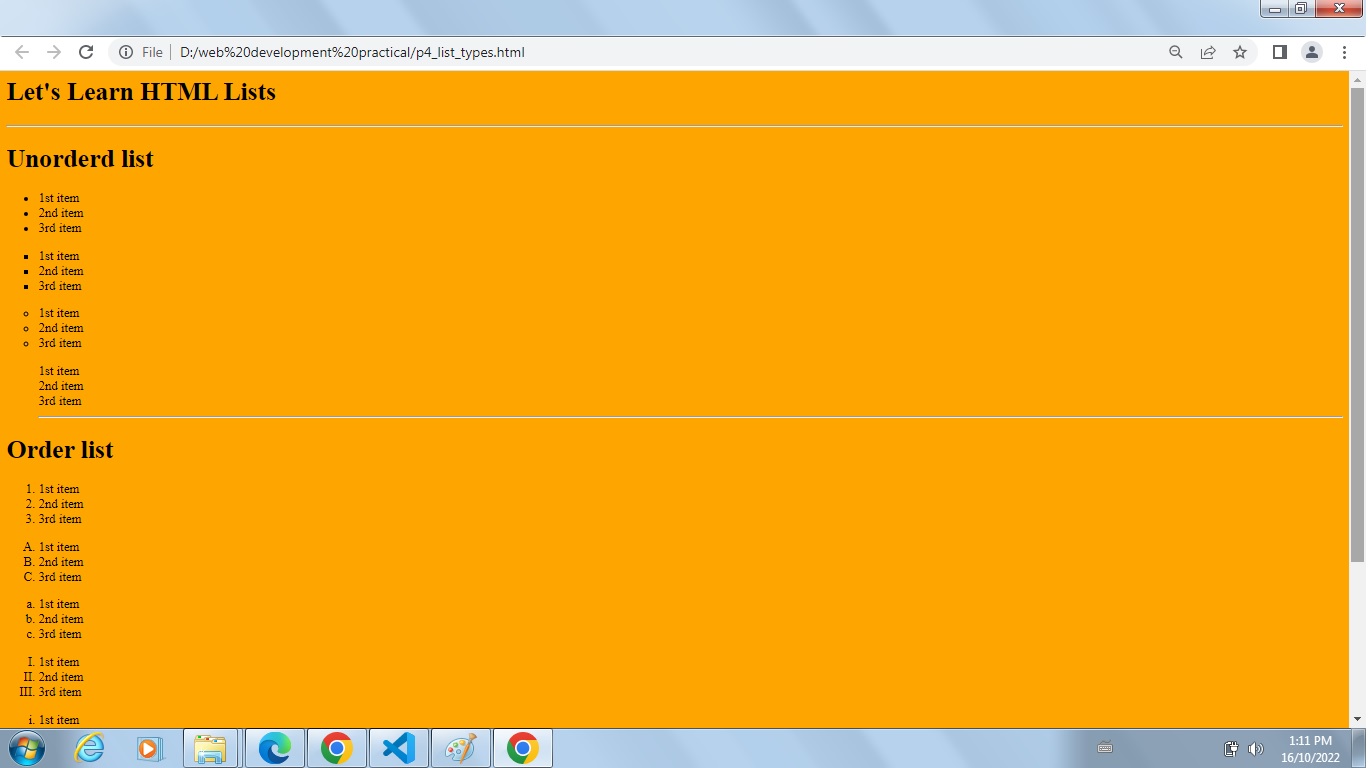 File
D:/web%20development%20practical/p4_list_types.html
Let's Learn HTML Lists
Unorderd list
• 1st item
• 2nd item
• 3rd item
▪ 1st item
▪ 2nd item
▪ 3rd item
◦ 1st item
◦ 2nd item
◦ 3rd item
1st item
2nd item
3rd item
Order list
1. 1st item
2. 2nd item
3. 3rd item
A. 1st item
B. 2nd item
C. 3rd item
a. 1st item
b. 2nd item
c. 3rd item
I. 1st item
II. 2nd item
III. 3rd item
i. 1st item
1:11 PM
16/10/2022